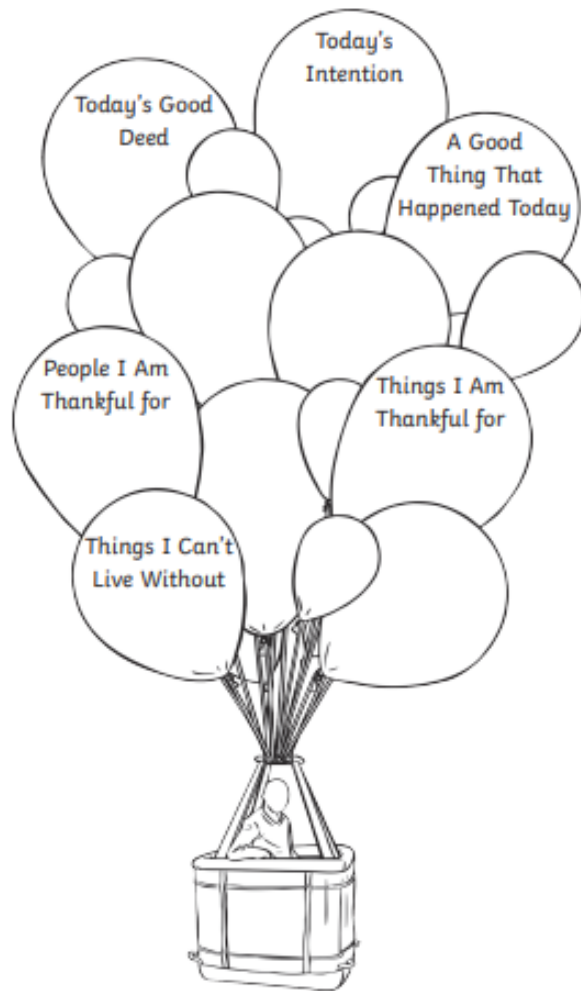 Today's
Intention
Today's Good
Deed
A Good
Thing That
Happened Today
People I Am
Thankful for
Things I Am
Thankful for
Things I Can't
Live Without